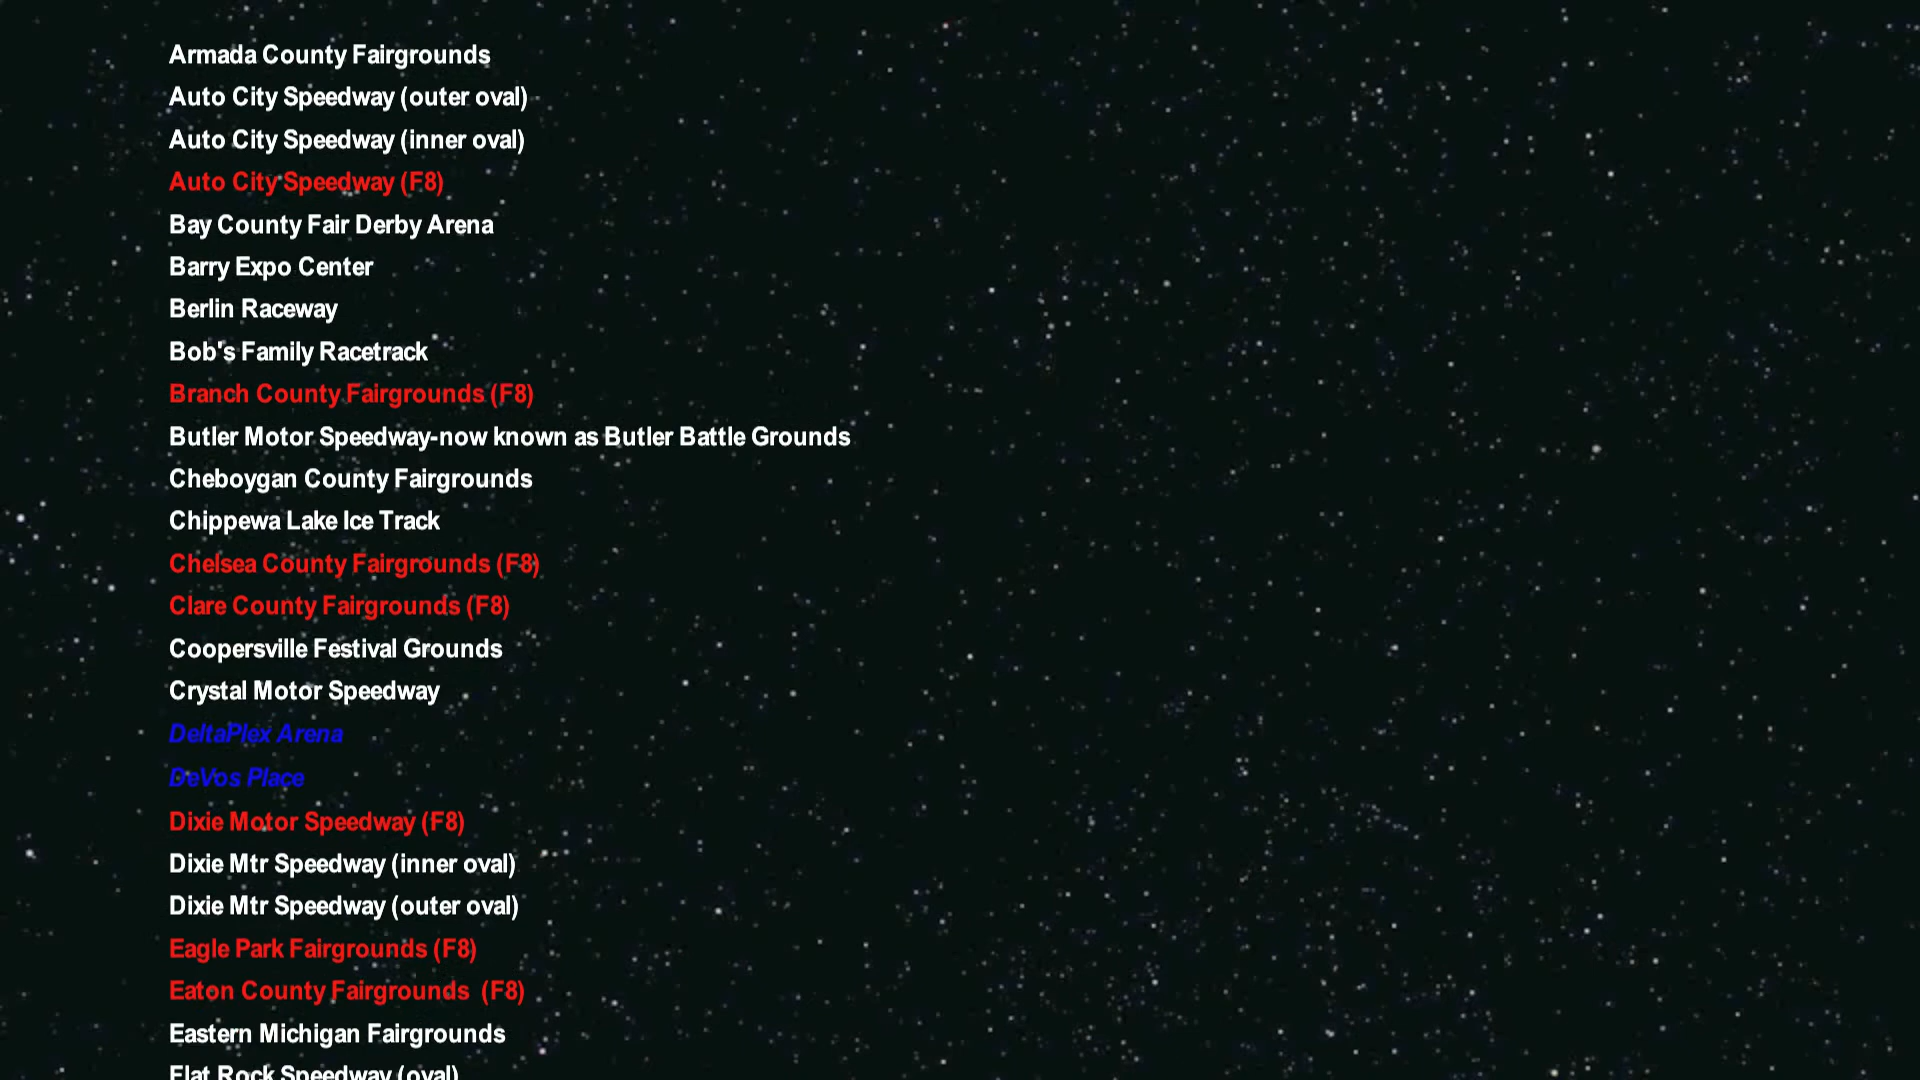 Armada County Fairgrounds
Auto City Speedway (outer oval)
Auto City Speedway (inner oval)
Auto City Speedway (F8)
Bay County Fair Derby Arena
Barry Expo Center
Berlin Raceway
Bob's Family Racetrack
Branch County Fairgrounds (F8)
Butler Motor Speedway-now known as Butler Battle Grounds
Cheboygan County Fairgrounds
Chippewa Lake Ice Track
Chelsea County Fairgrounds (F8)
Clare County Fairgrounds (F8)
Coopersville Festival Grounds
Crystal Motor Speedway
DeltaPlex Arena
DeVos Place
Dixie Motor Speedway (F8)
Dixie Mtr Speedway (inner oval)
Dixie Mtr Speedway (outer oval)
Eagle Park Fairgrounds (F8)
Eaton County Fairgrounds  (F8)
Eastern Michigan Fairgrounds
Flat Rock Speedway (oval)